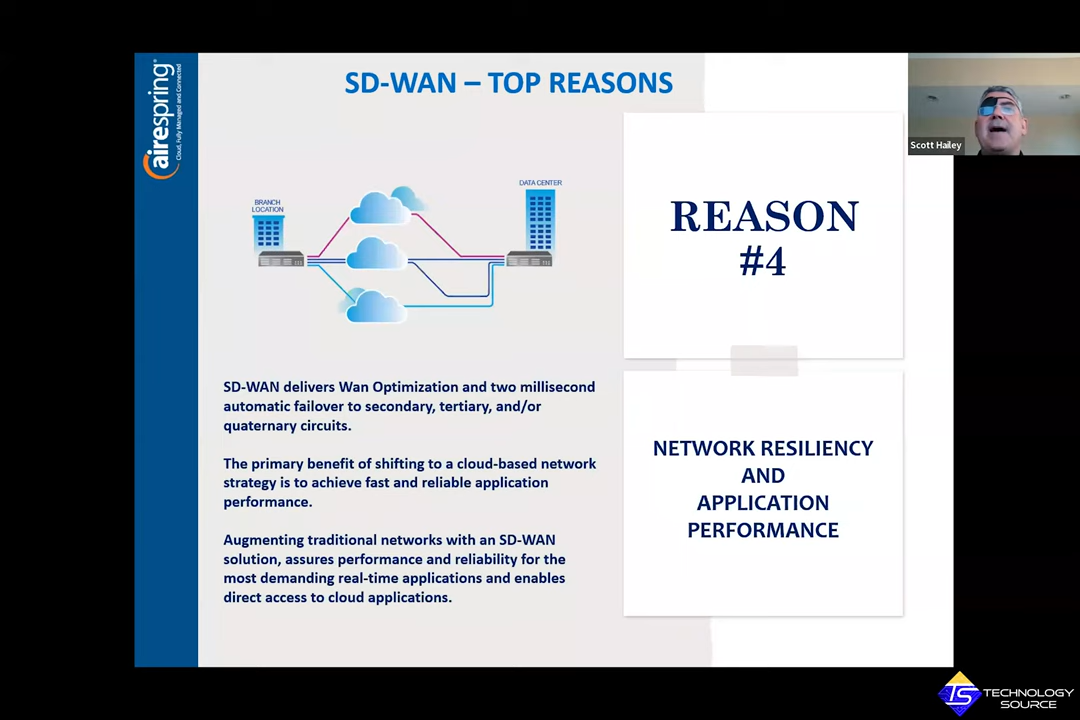 airespring
Cloud, Fully Managed and Connected
SD-WAN – TOP REASONS
BRANCH
LOCATION
DATA CENTER
SD-WAN delivers Wan Optimization and two millisecond
automatic failover to secondary, tertiary, and/or
quaternary circuits.
The primary benefit of shifting to a cloud-based network
strategy is to achieve fast and reliable application
performance.
Augmenting traditional networks with an SD-WAN
solution, assures performance and reliability for the
most demanding real-time applications and enables
direct access to cloud applications.
REASON
#4
NETWORK RESILIENCY
AND
APPLICATION
PERFORMANCE
Scott Hailey
TS TECHNOLOGY
SOURCE